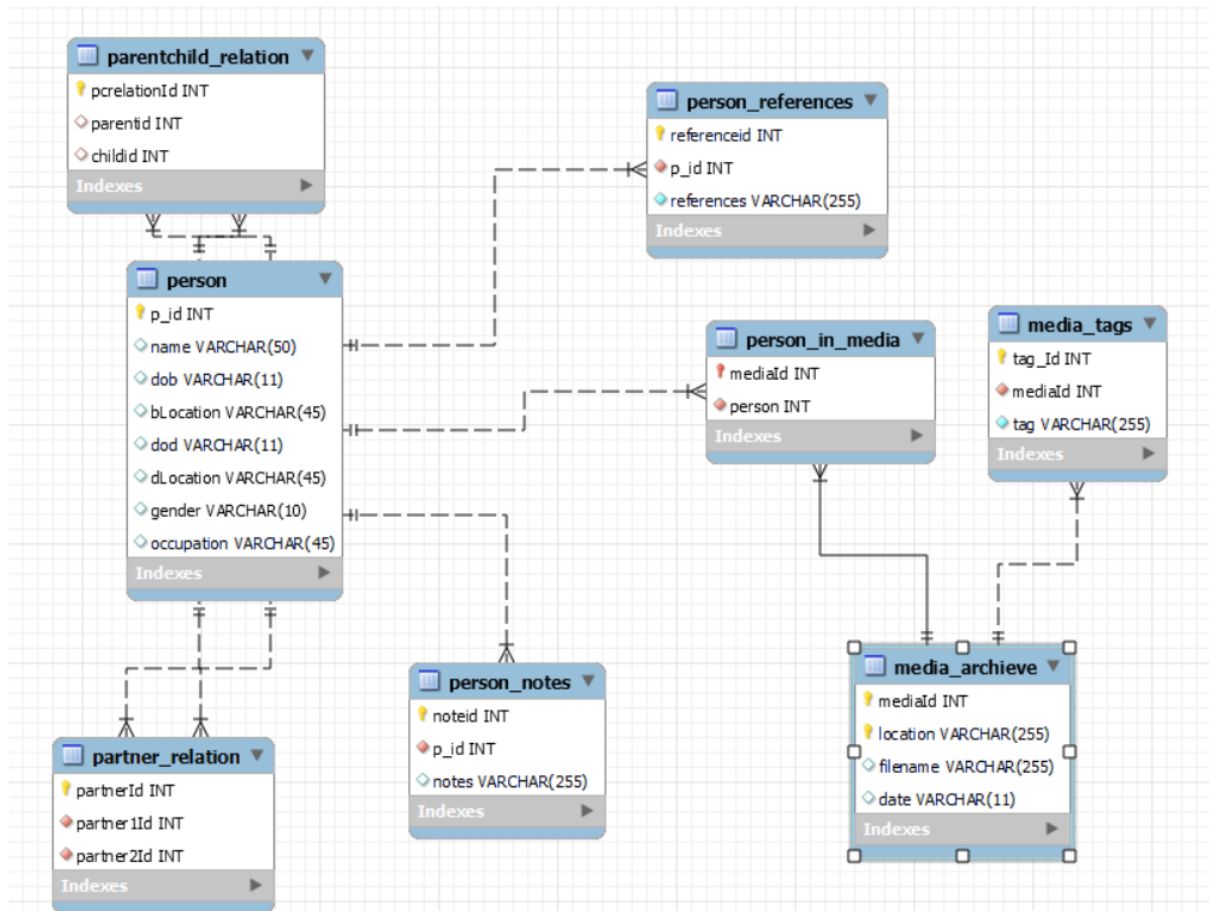 parentchild_relation
pcrelationId INT
parentid INT
childid INT
Indexes
person_references
referenceid INT
p_id INT
references VARCHAR(255)
Indexes
person
p_id INT
name VARCHAR(50)
dob VARCHAR(11)
bLocation VARCHAR(45)
dod VARCHAR(11)
dLocation VARCHAR(45)
gender VARCHAR(10)
occupation VARCHAR(45)
Indexes
person_in_media
mediaId INT
person INT
Indexes
media_tags
tag_Id INT
mediaId INT
tag VARCHAR(255)
Indexes
partner_relation
partnerId INT
partner1Id INT
partner2Id INT
Indexes
person_notes
noteid INT
p_id INT
notes VARCHAR(255)
Indexes
media_archieve
mediaId INT
location VARCHAR(255)
filename VARCHAR(255)
date VARCHAR(11)
Indexes